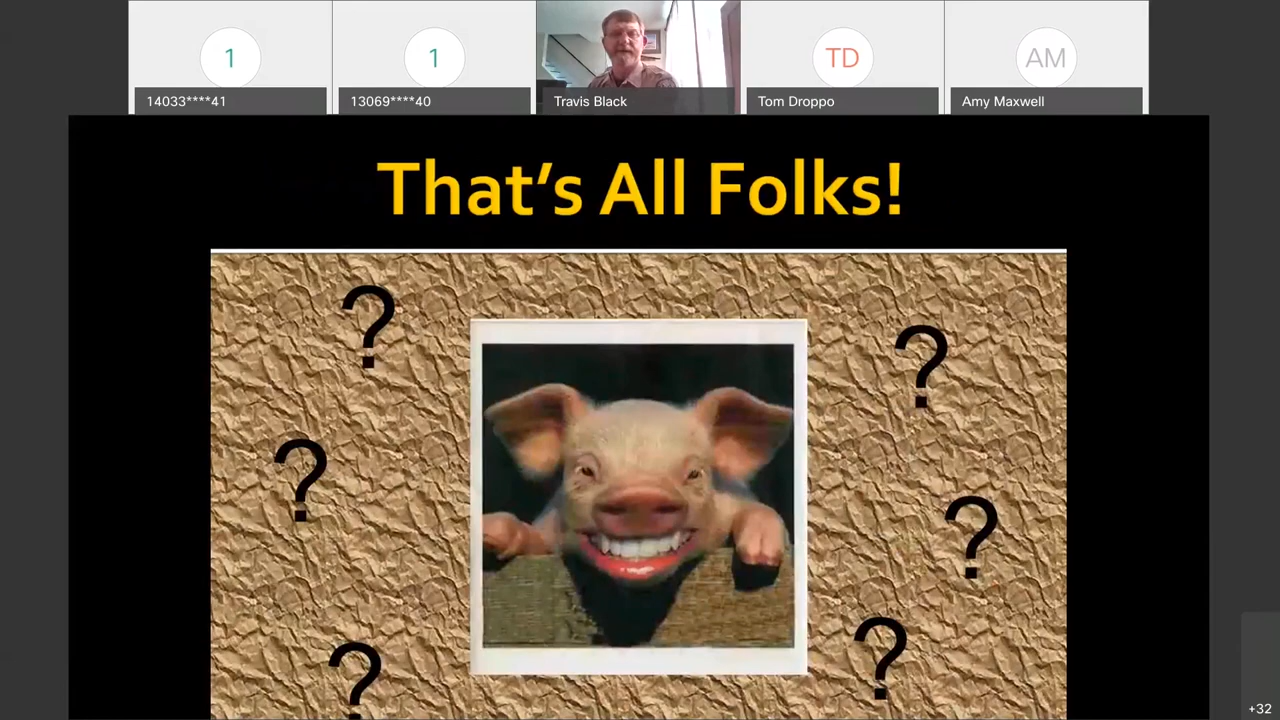 1
1
TD
AM
14033****41
13069****40
Travis Black
Tom Droppo
Amy Maxwell
That's All Folks!
?
?
?
?
?
?
+32